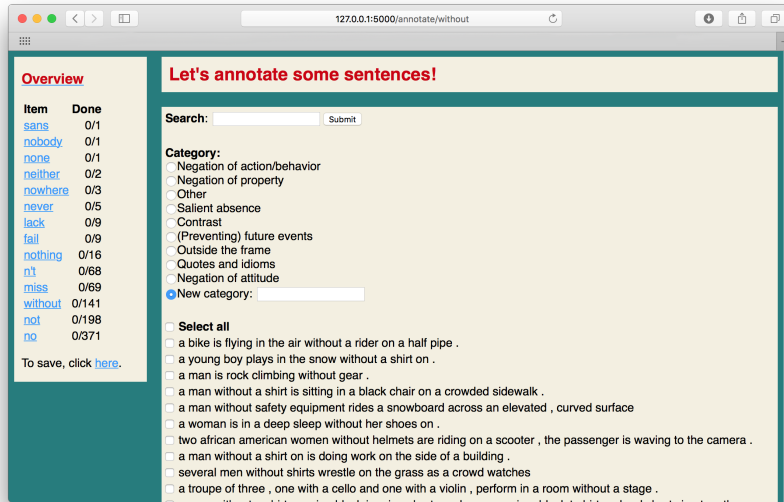 127.0.0.1:5000/annotate/without
Overview
Item Done
sans 0/1
nobody 0/1
none 0/1
neither 0/2
nowhere 0/3
never 0/5
lack 0/9
fail 0/9
nothing 0/16
n't 0/68
miss 0/69
without 0/141
not 0/198
no 0/371
To save, click here.
Let's annotate some sentences!
Search: Submit
Category:
Negation of action/behavior
Negation of property
Other
Salient absence
Contrast
(Preventing) future events
Outside the frame
Quotes and idioms
Negation of attitude
New category:
Select all
a bike is flying in the air without a rider on a half pipe .
a young boy plays in the snow without a shirt on .
a man is rock climbing without gear .
a man without a shirt is sitting in a black chair on a crowded sidewalk .
a man without safety equipment rides a snowboard across an elevated , curved surface
a woman is in a deep sleep without her shoes on .
two african american women without helmets are riding on a scooter , the passenger is waving to the camera .
a man without a shirt on is doing work on the side of a building .
several men without shirts wrestle on the grass as a crowd watches
a troupe of three , one with a cello and one with a violin , perform in a room without a stage .